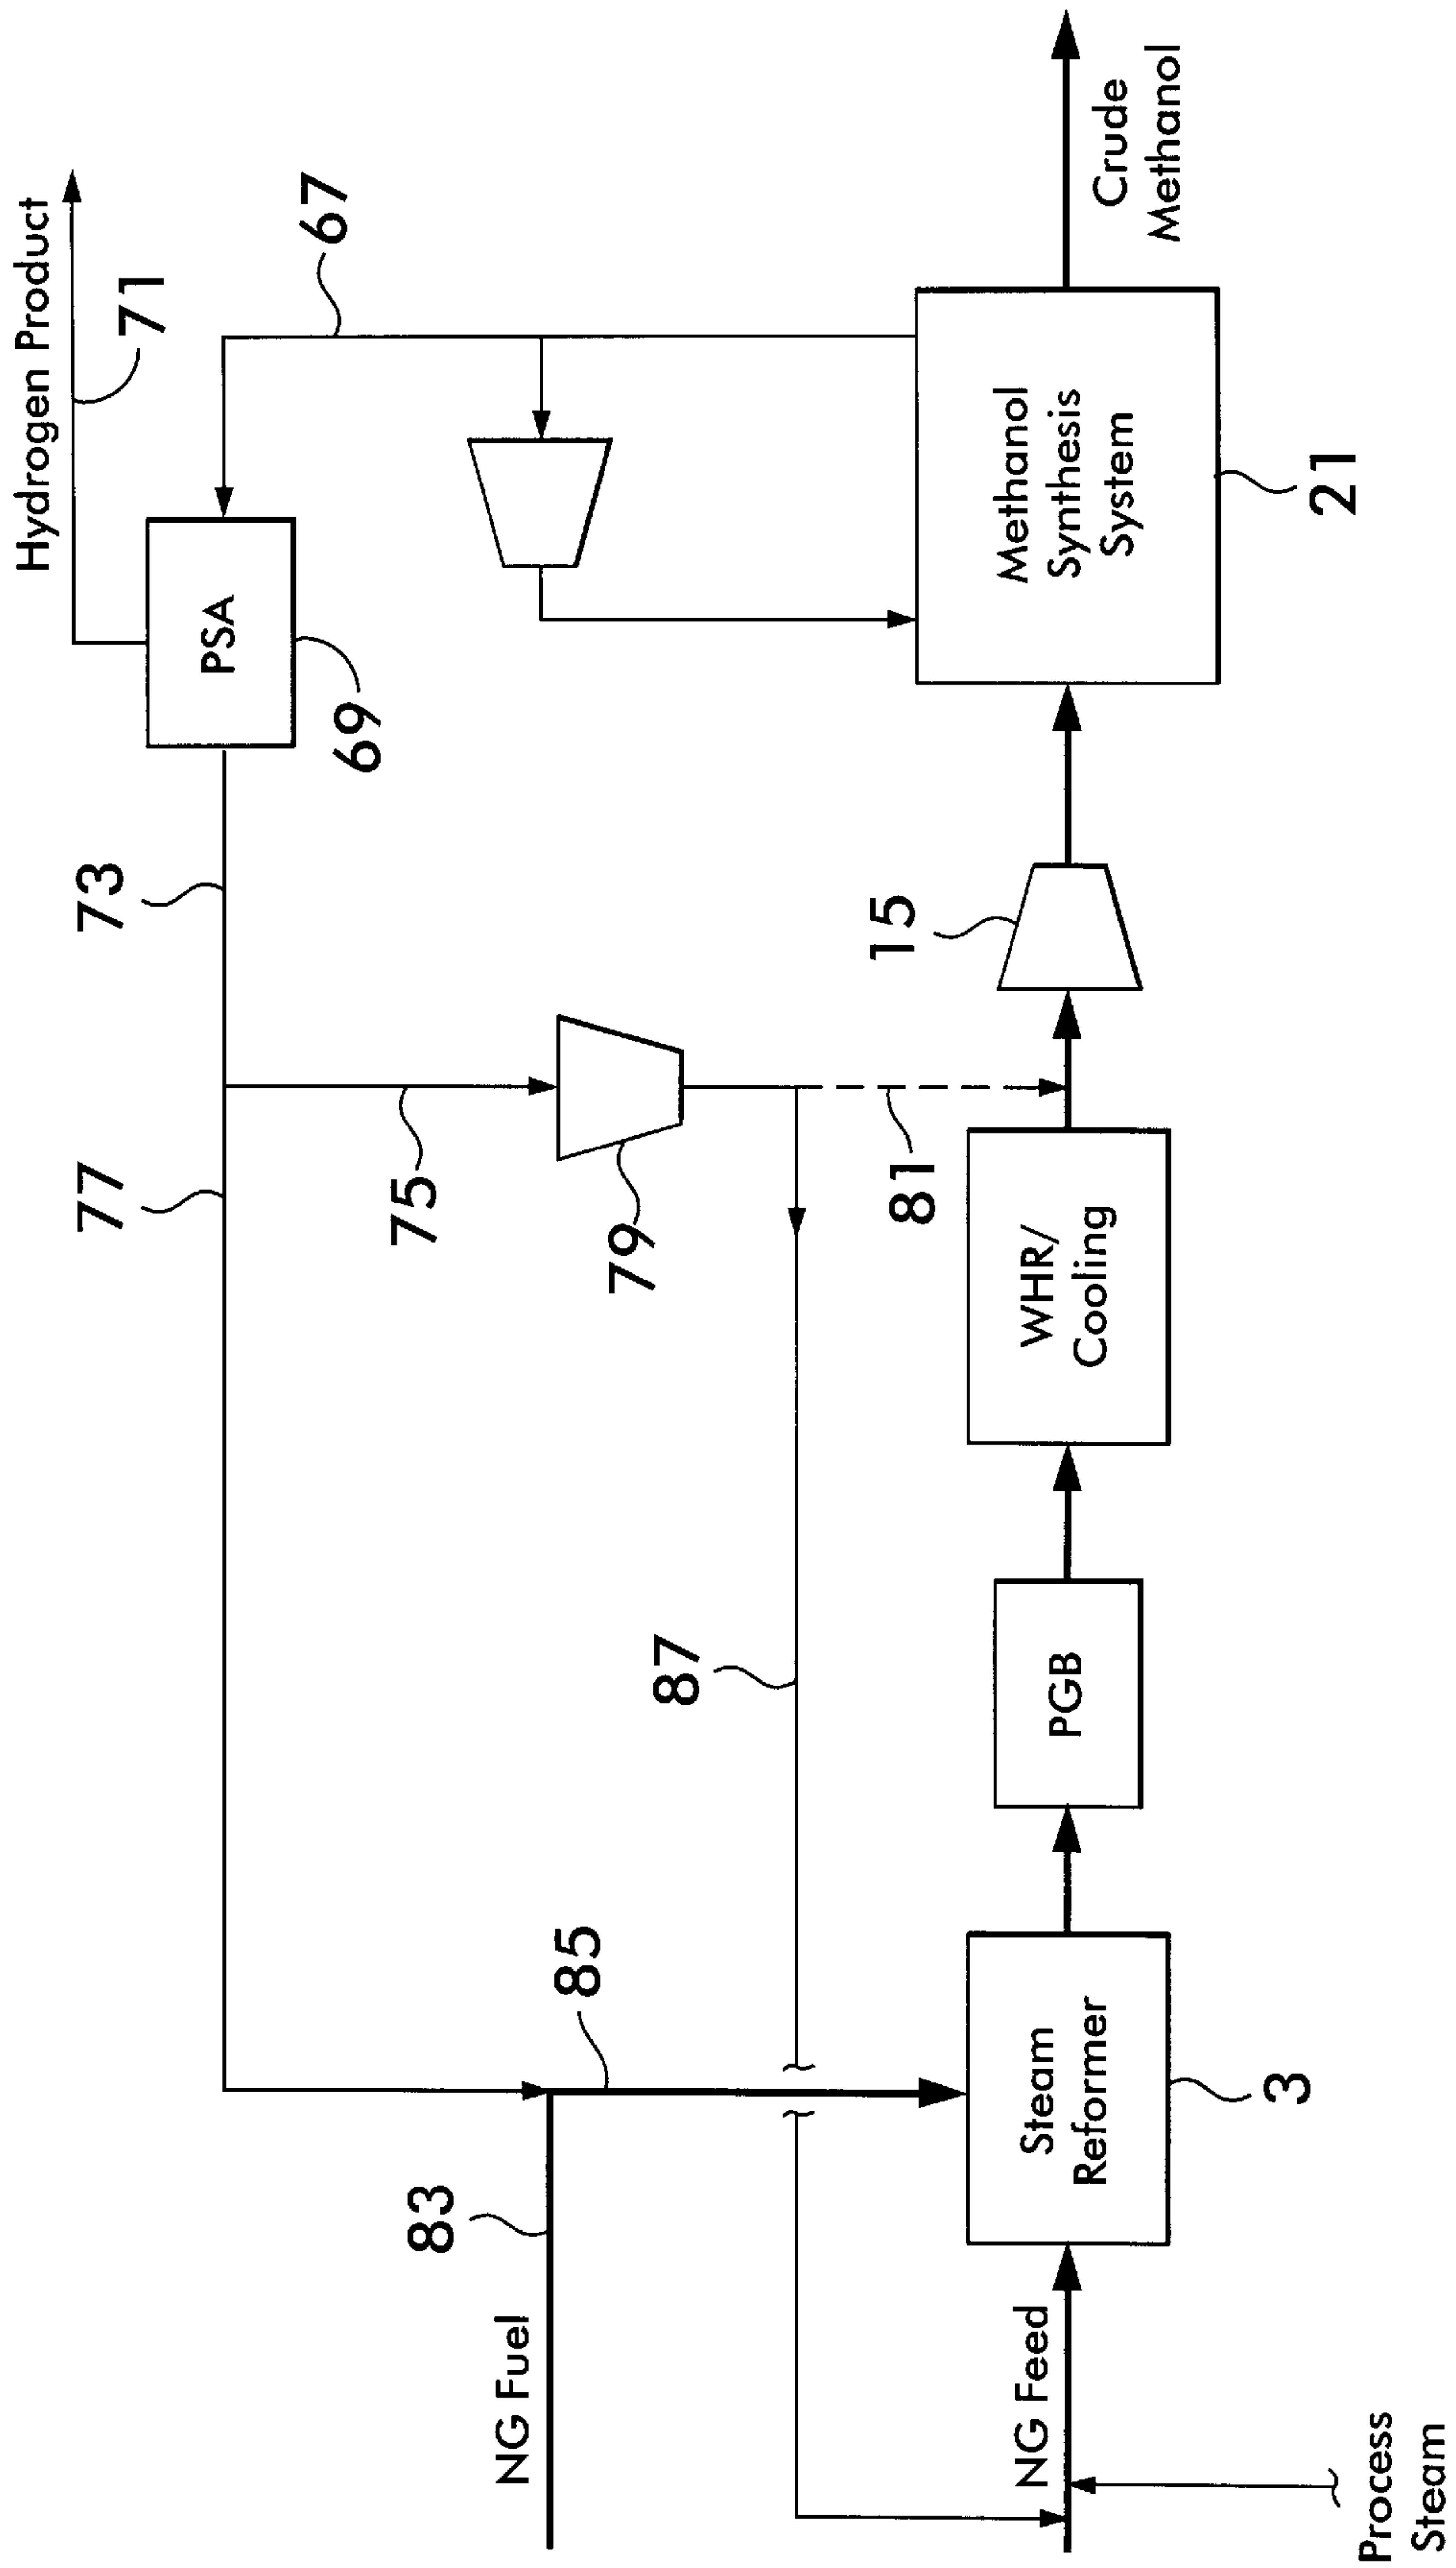 Hydrogen Product
71
67
PSA
69
73
77
75
79
81
87
85
83
NG Fuel
NG Feed
Process
Steam
Steam
Reformer
3
PGB
WHR/
Cooling
15
Methanol
Synthesis
System
21
Crude
Methanol